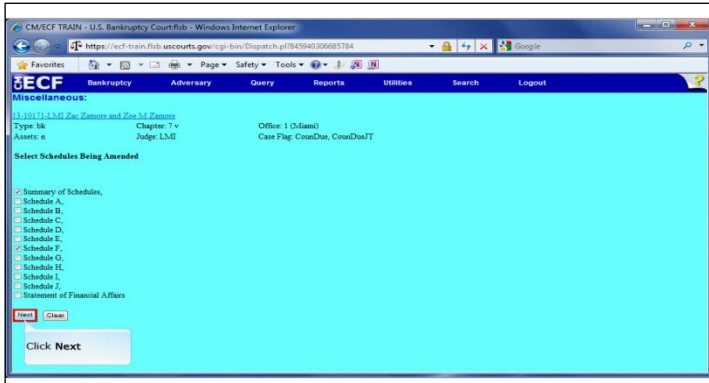 CM/ECF TRAIN - U.S. Bankruptcy Court:flsb - Windows Internet Explorer
https://ecf-train.flsb.uscourts.gov/cgi-bin/Dispatch.pl?845940306685784
Google
Favorites Page Safety Tools
ECF Bankruptcy Adversary Query Reports Utilities Search Logout ?
Miscellaneous:
13-10171-LMI Zac Zamore and Zoe M Zamore
Type: bk Chapter: 7 v Office: 1 (Miami)
Assets: n Judge: LMI Case Flag: CounDue, CounDueJT
Select Schedules Being Amended
Summary of Schedules,
Schedule A,
Schedule B,
Schedule C,
Schedule D,
Schedule E,
Schedule F,
Schedule G,
Schedule H,
Schedule I,
Schedule J,
Statement of Financial Affairs
Next Clear
Click Next